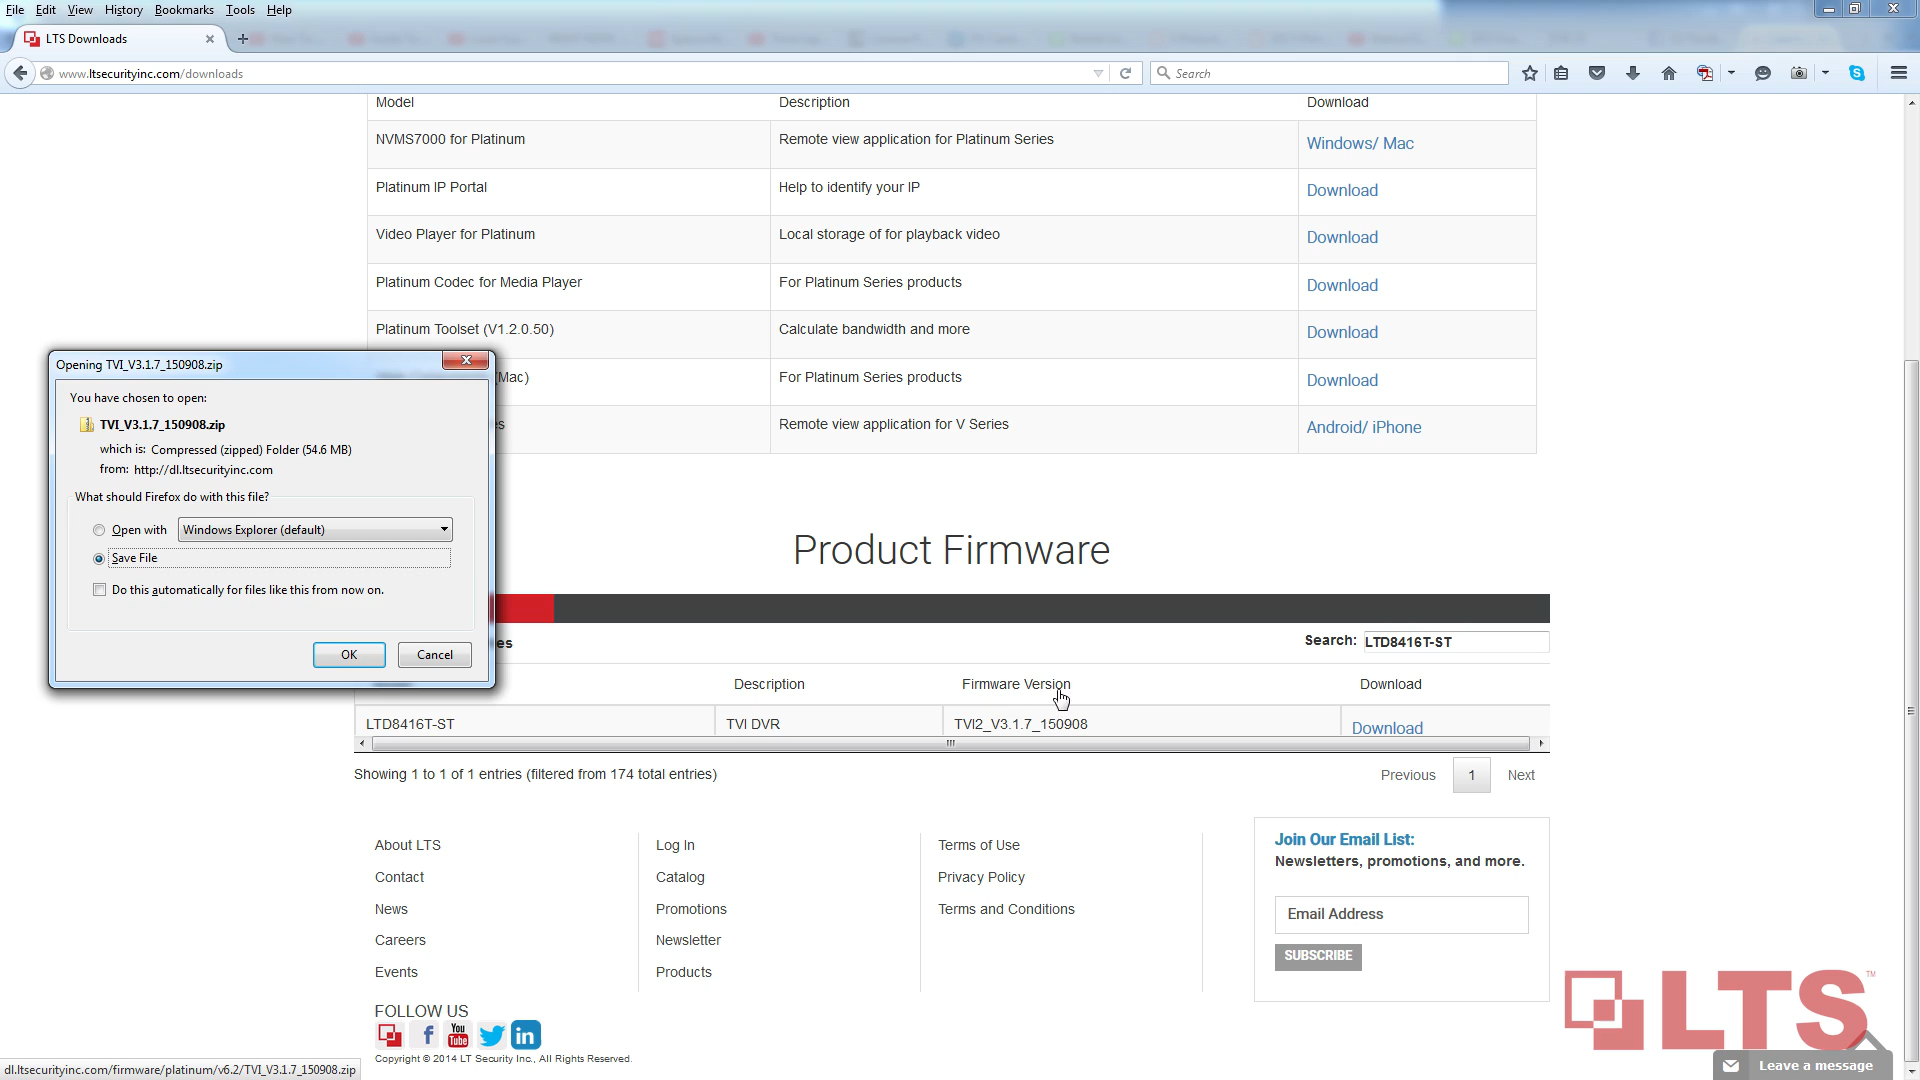 File Edit View History Bookmarks Tools Help
LTS Downloads
www.ltsecurityinc.com/downloads
Search
Model Description Download
NVMS7000 for Platinum Remote view application for Platinum Series Windows/ Mac
Platinum IP Portal Help to identify your IP Download
Video Player for Platinum Local storage of for playback video Download
Platinum Codec for Media Player For Platinum Series products Download
Platinum Toolset (V1.2.0.50) Calculate bandwidth and more Download
(Mac) For Platinum Series products Download
Remote view application for V Series Android/ iPhone
Opening TVI_V3.1.7_150908.zip
You have chosen to open:
TVI_V3.1.7_150908.zip
which is: Compressed (zipped) Folder (54.6 MB)
from: http://dl.ltsecurityinc.com
What should Firefox do with this file?
Open with Windows Explorer (default)
Save File
Do this automatically for files like this from now on.
OK Cancel
Product Firmware
es Search: LTD8416T-ST
Description Firmware Version Download
LTD8416T-ST TVI DVR TVI2_V3.1.7_150908 Download
Showing 1 to 1 of 1 entries (filtered from 174 total entries) Previous 1 Next
About LTS
Contact
News
Careers
Events
Log In
Catalog
Promotions
Newsletter
Products
Terms of Use
Privacy Policy
Terms and Conditions
Join Our Email List:
Newsletters, promotions, and more.
Email Address
SUBSCRIBE
FOLLOW US
You
Tube
Copyright © 2014 LT Security Inc., All Rights Reserved.
LTS™
Leave a message
dl.ltsecurityinc.com/firmware/platinum/v6.2/TVI_V3.1.7_150908.zip